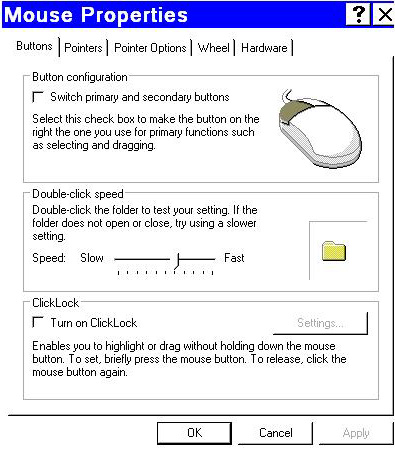 Mouse Properties
Buttons Pointers Pointer Options Wheel Hardware
Button configuration
Switch primary and secondary buttons
Select this check box to make the button on the
right the one you use for primary functions such
as selecting and dragging.
Double-click speed
Double-click the folder to test your setting. If the
folder does not open or close, try using a slower
setting.
Speed: Slow Fast
ClickLock
Turn on ClickLock Settings...
Enables you to highlight or drag without holding down the mouse
button. To set, briefly press the mouse button. To release, click the
mouse button again.
OK Cancel Apply